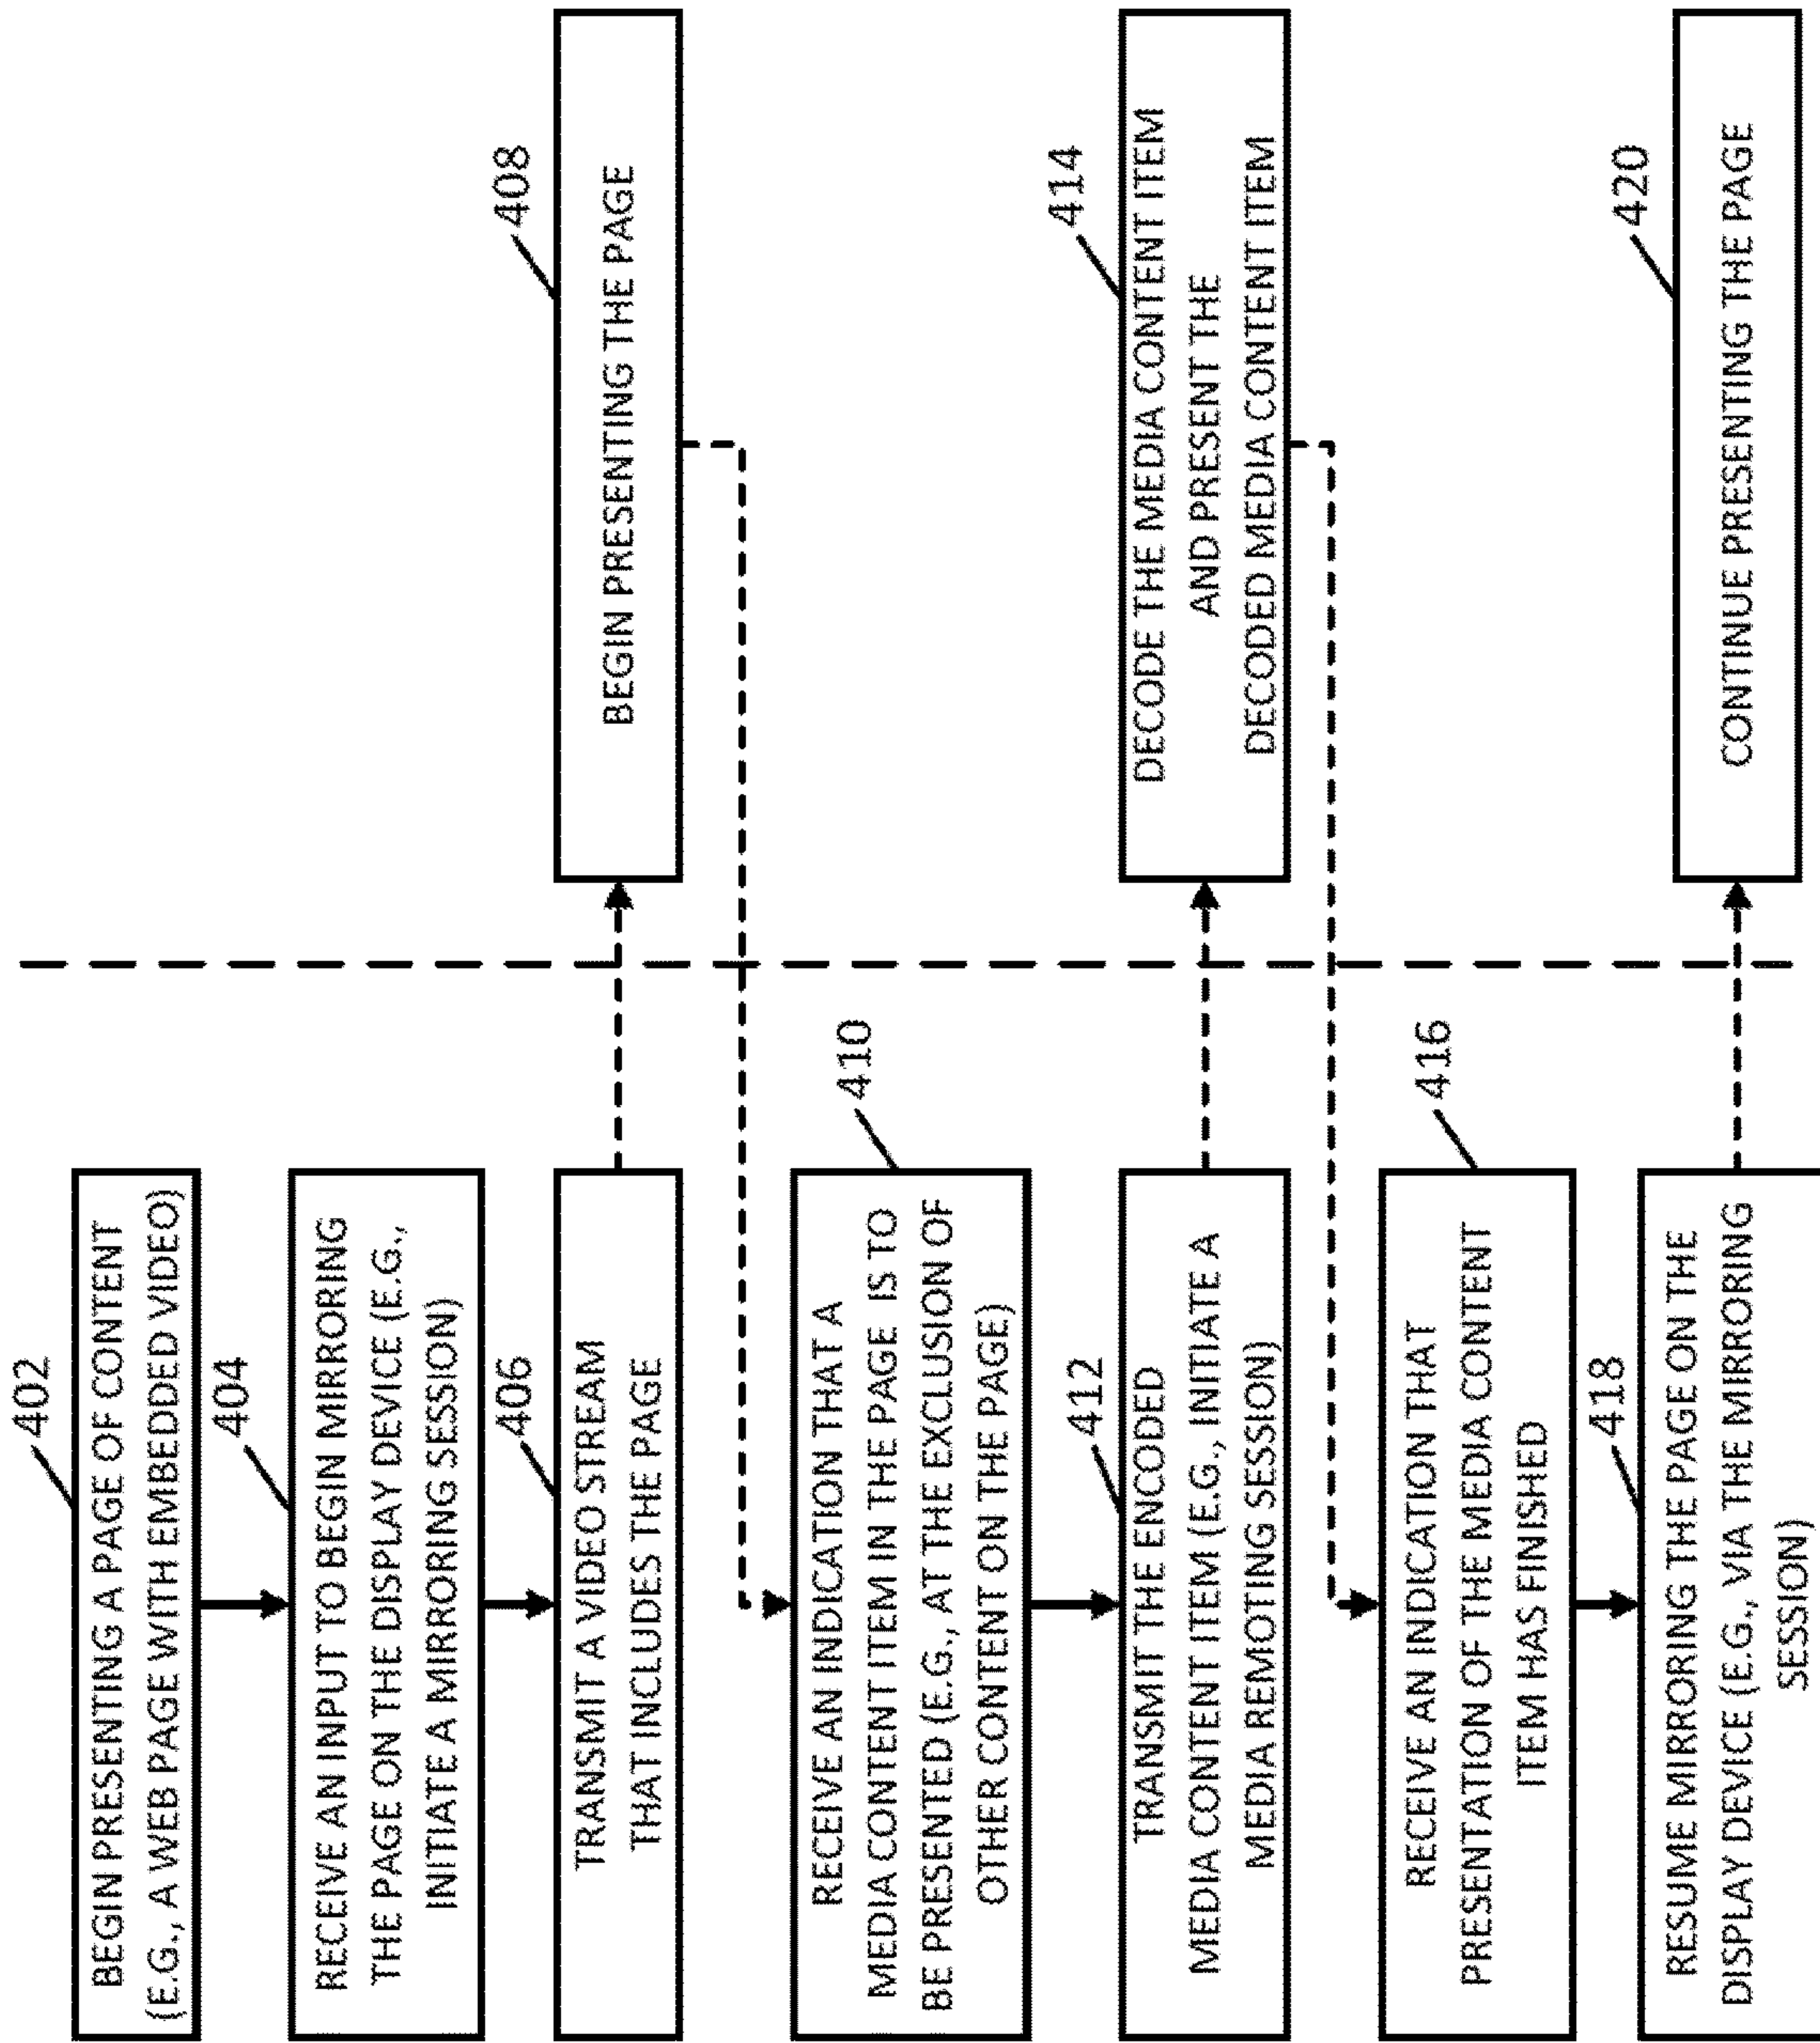 402
BEGIN PRESENTING A PAGE OF CONTENT
(E.G., A WEB PAGE WITH EMBEDDED VIDEO)
404
RECEIVE AN INPUT TO BEGIN MIRRORING
THE PAGE ON THE DISPLAY DEVICE (E.G.,
INITIATE A MIRRORING SESSION)
406
TRANSMIT A VIDEO STREAM
THAT INCLUDES THE PAGE
408
BEGIN PRESENTING THE PAGE
410
RECEIVE AN INDICATION THAT A
MEDIA CONTENT ITEM IN THE PAGE IS TO
BE PRESENTED (E.G., AT THE EXCLUSION OF
OTHER CONTENT ON THE PAGE)
412
TRANSMIT THE ENCODED
MEDIA CONTENT ITEM (E.G., INITIATE A
MEDIA REMOTING SESSION)
414
DECODE THE MEDIA CONTENT ITEM
AND PRESENT THE
DECODED MEDIA CONTENT ITEM
416
RECEIVE AN INDICATION THAT
PRESENTATION OF THE MEDIA CONTENT
ITEM HAS FINISHED
418
RESUME MIRRORING THE PAGE ON THE
DISPLAY DEVICE (E.G., VIA THE MIRRORING
SESSION)
420
CONTINUE PRESENTING THE PAGE